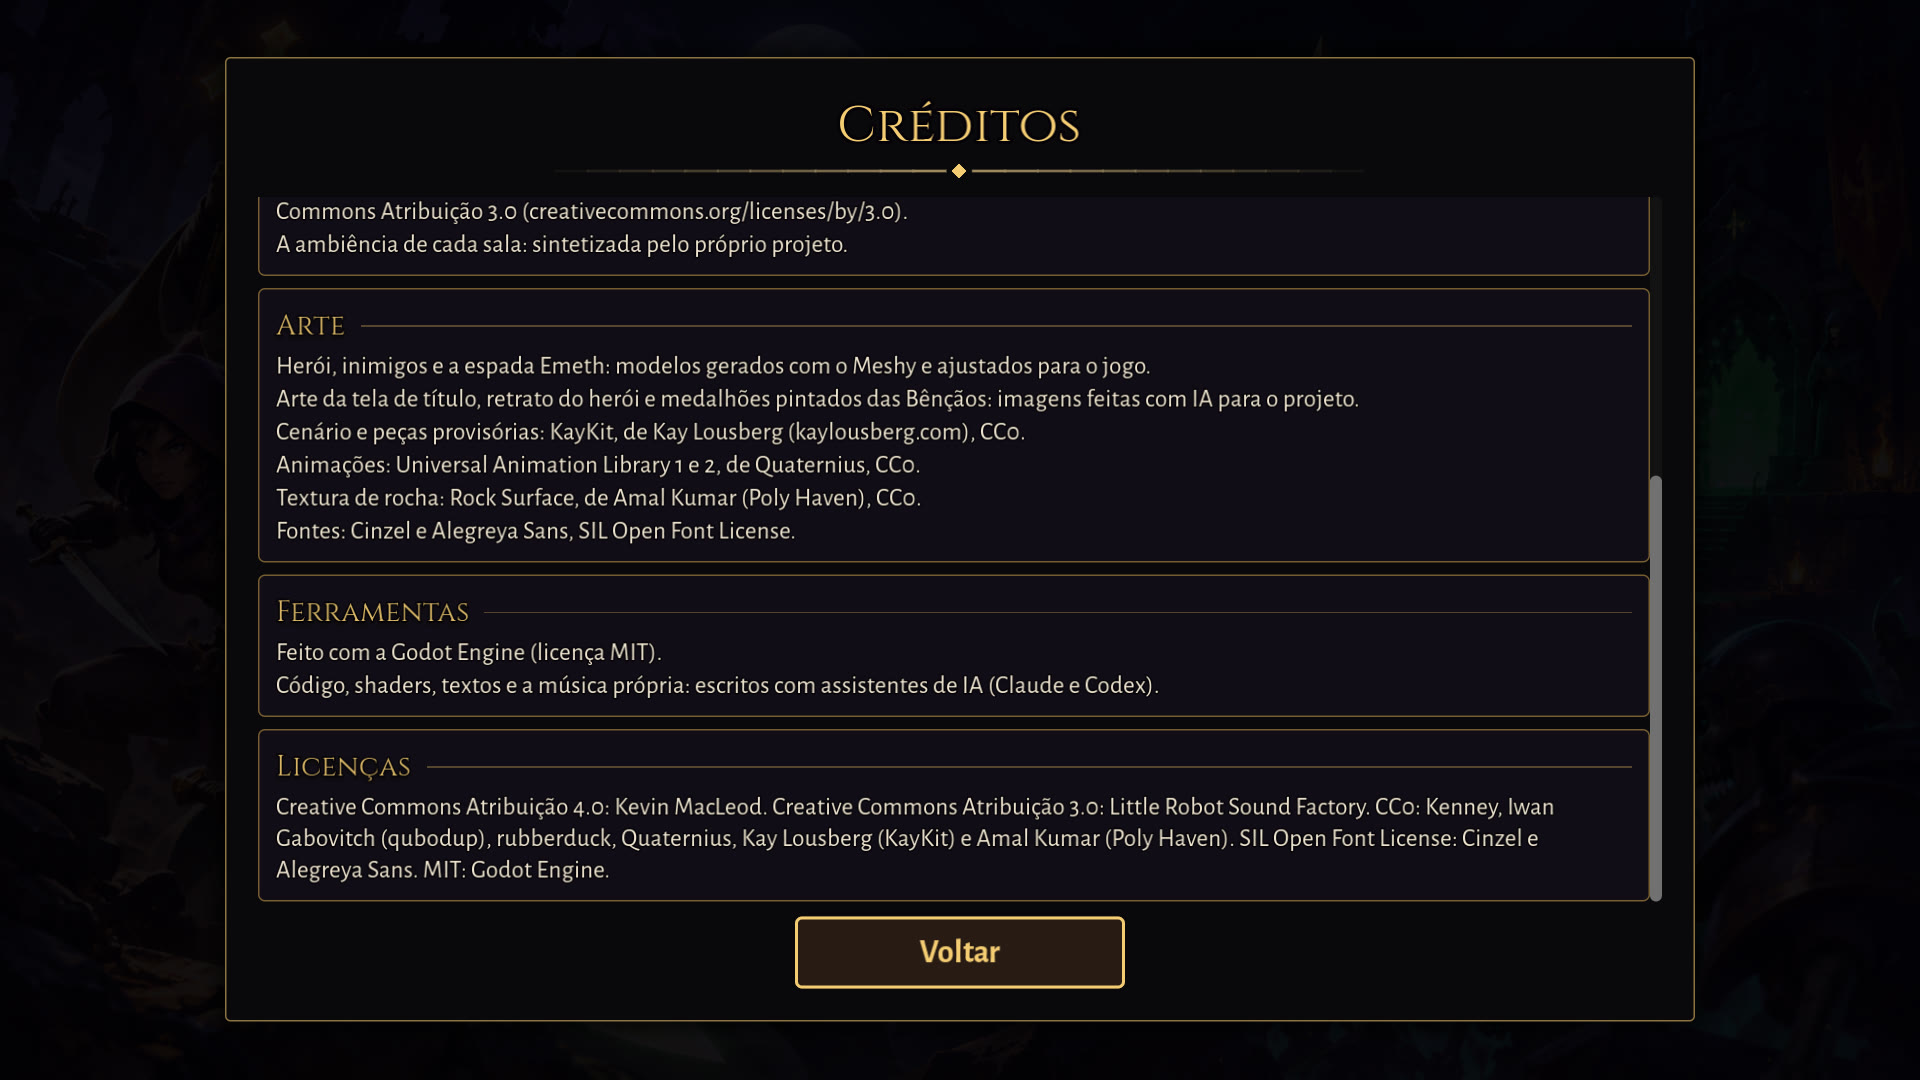 Créditos
Commons Atribuição 3.0 (creativecommons.org/licenses/by/3.0).
A ambiência de cada sala: sintetizada pelo próprio projeto.
Arte
Herói, inimigos e a espada Emeth: modelos gerados com o Meshy e ajustados para o jogo.
Arte da tela de título, retrato do herói e medalhões pintados das Bênçãos: imagens feitas com IA para o projeto.
Cenário e peças provisórias: KayKit, de Kay Lousberg (kaylousberg.com), CC0.
Animações: Universal Animation Library 1 e 2, de Quaternius, CC0.
Textura de rocha: Rock Surface, de Amal Kumar (Poly Haven), CC0.
Fontes: Cinzel e Alegreya Sans, SIL Open Font License.
Ferramentas
Feito com a Godot Engine (licença MIT).
Código, shaders, textos e a música própria: escritos com assistentes de IA (Claude e Codex).
Licenças
Creative Commons Atribuição 4.0: Kevin MacLeod. Creative Commons Atribuição 3.0: Little Robot Sound Factory. CC0: Kenney, Iwan
Gabovitch (qubodup), rubberduck, Quaternius, Kay Lousberg (KayKit) e Amal Kumar (Poly Haven). SIL Open Font License: Cinzel e
Alegreya Sans. MIT: Godot Engine.
Voltar